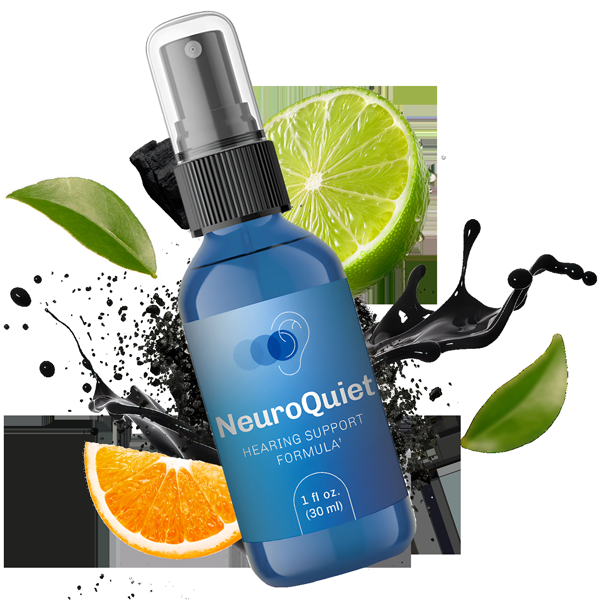 NeuroQuiet
HEARING SUPPORT
FORMULA†
1 fl oz.
(30 ml)